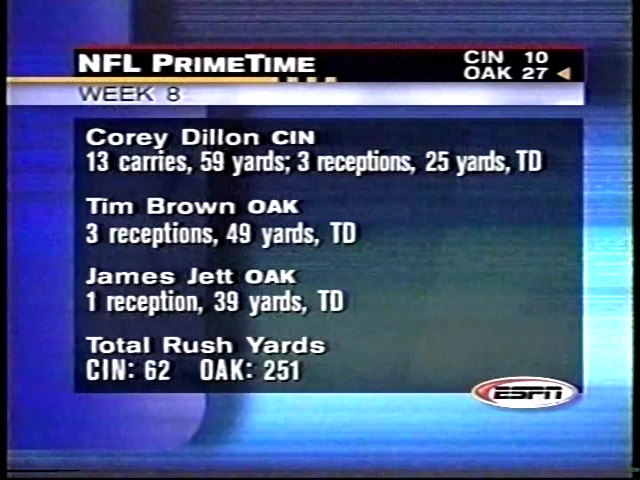 NFL PRIMETIME
CIN 10
OAK 27
WEEK 8
Corey Dillon CIN
13 carries, 59 yards; 3 receptions, 25 yards, TD
Tim Brown OAK
3 receptions, 49 yards, TD
James Jett OAK
1 reception, 39 yards, TD
Total Rush Yards
CIN: 62 OAK: 251
ESPN